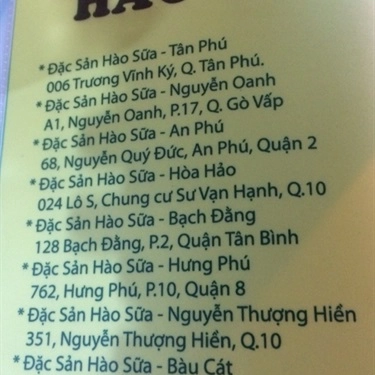 * Đặc Sản Hào Sữa - Tân Phú
006 Trương Vĩnh Ký, Q. Tân Phú.
* Đặc Sản Hào Sữa - Nguyễn Oanh
A1, Nguyễn Oanh, P.17, Q. Gò Vấp
* Đặc Sản Hào Sữa - An Phú
68, Nguyễn Quý Đức, An Phú, Quận 2
* Đặc Sản Hào Sữa - Hòa Hảo
024 Lô S, Chung cư Sư Vạn Hạnh, Q.10
* Đặc Sản Hào Sữa - Bạch Đằng
128 Bạch Đằng, P.2, Quận Tân Bình
* Đặc Sản Hào Sữa - Hưng Phú
762, Hưng Phú, P.10, Quận 8
* Đặc Sản Hào Sữa - Nguyễn Thượng Hiền
351, Nguyễn Thượng Hiền, Q.10
* Đặc Sản Hào Sữa - Bàu Cát